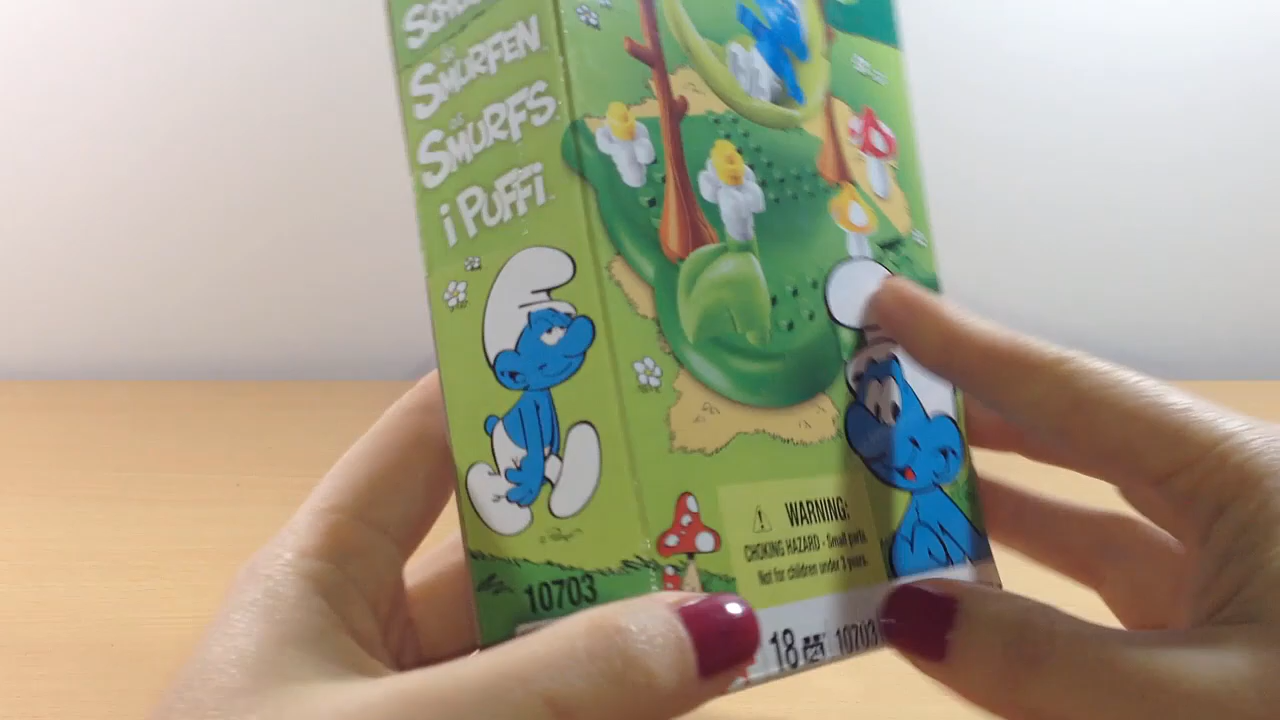 SMURFEN
SMURFS
i PUFFi
WARNING:
CHOKING HAZARD - Small parts.
Not for children under 3 years.
10703
18 10703